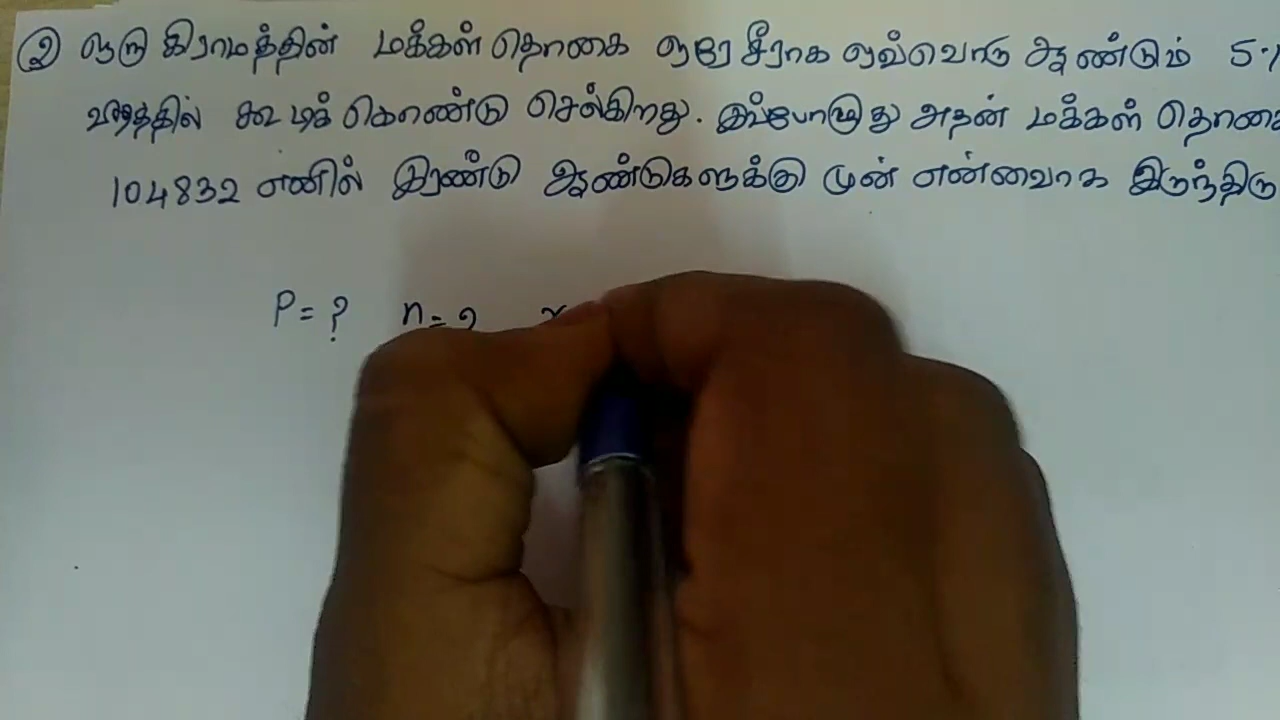 ② ஒரு கிராமத்தின் மக்கள் தொகை ஒரே சீராக ஒவ்வொரு ஆண்டும் 5%
கூடிக் கொண்டு செல்கிறது. இப்போழுது அதன் மக்கள் தொகை
104832 எனில் இரண்டு ஆண்டுகளுக்கு முன் என்னவாக இருந்திரு
P = ? n = 2